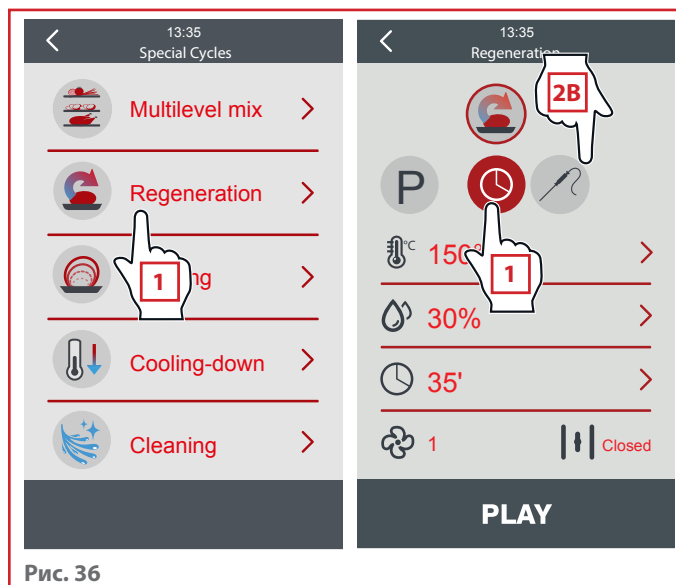 13:35
Special Cycles
Multilevel mix
Regeneration
1
ng
Cooling-down
Cleaning
13:35
Regeneration
2B
P
°C
150°
1
30%
35'
1
Closed
PLAY
Рис. 36